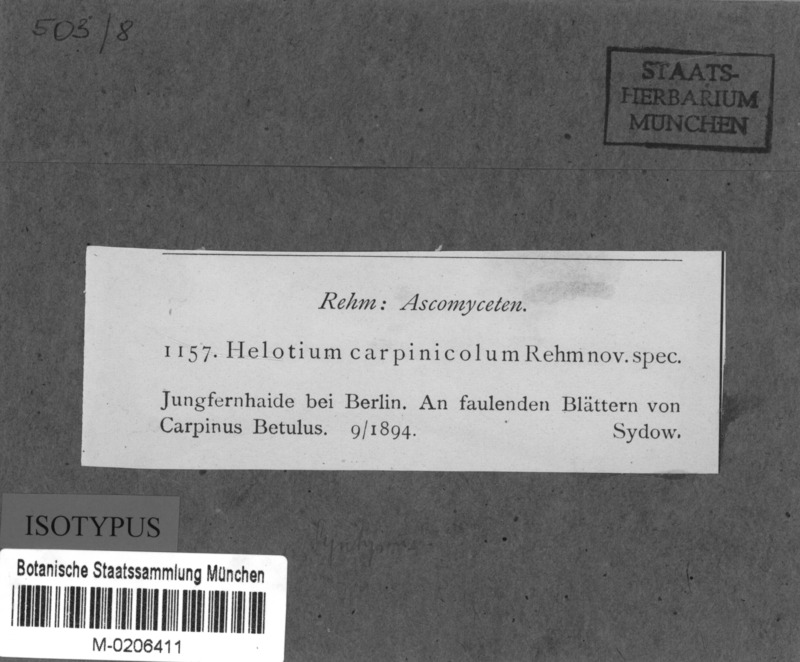 503/8
STAATS-
HERBARIUM
MÜNCHEN
Rehm: Ascomyceten.
1157. Helotium carpinicolum Rehm nov. spec.
Jungfernhaide bei Berlin. An faulenden Blättern von
Carpinus Betulus. 9/1894. Sydow.
ISOTYPUS
Botanische Staatssammlung München
M-0206411